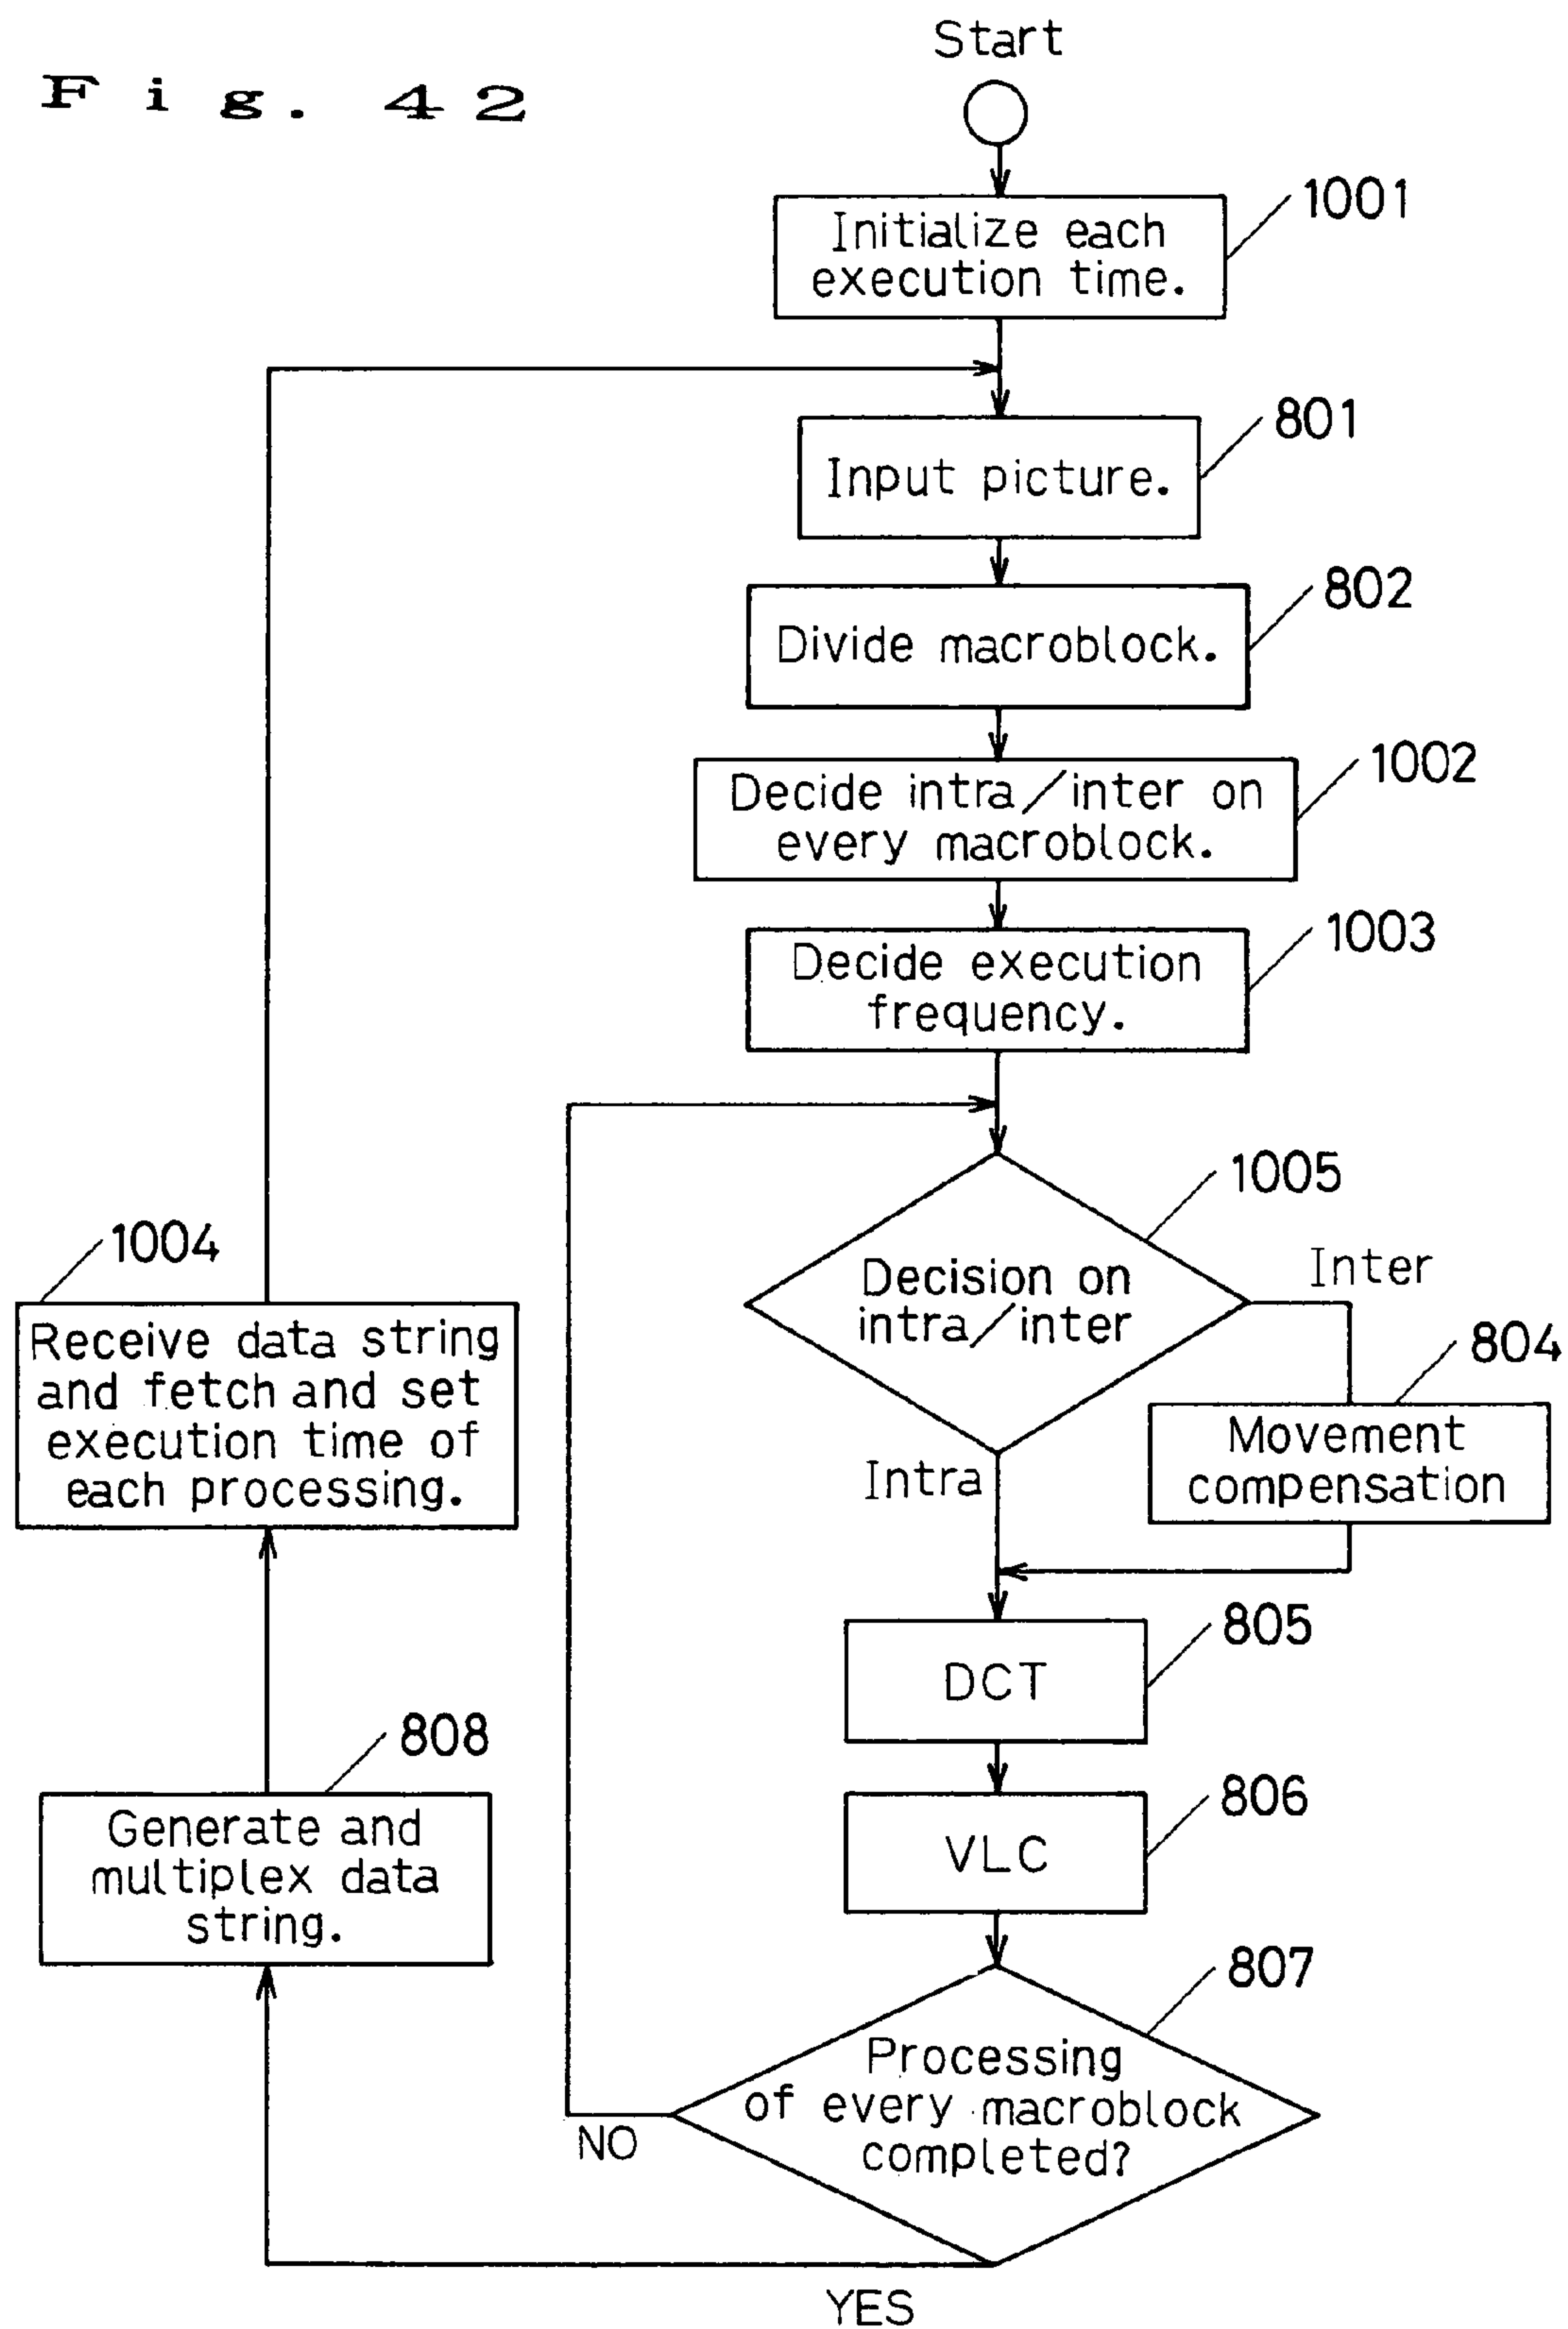 Start
Fig. 42
1001
Initialize each
execution time.
801
Input picture.
802
Divide macroblock.
1002
Decide intra/inter on
every macroblock.
1003
Decide execution
frequency.
1005
Decision on
intra/inter
Inter
1004
Receive data string
and fetch and set
execution time of
each processing.
804
Movement
compensation
Intra
805
DCT
808
Generate and
multiplex data
string.
806
VLC
807
Processing
of every macroblock
completed?
NO
YES